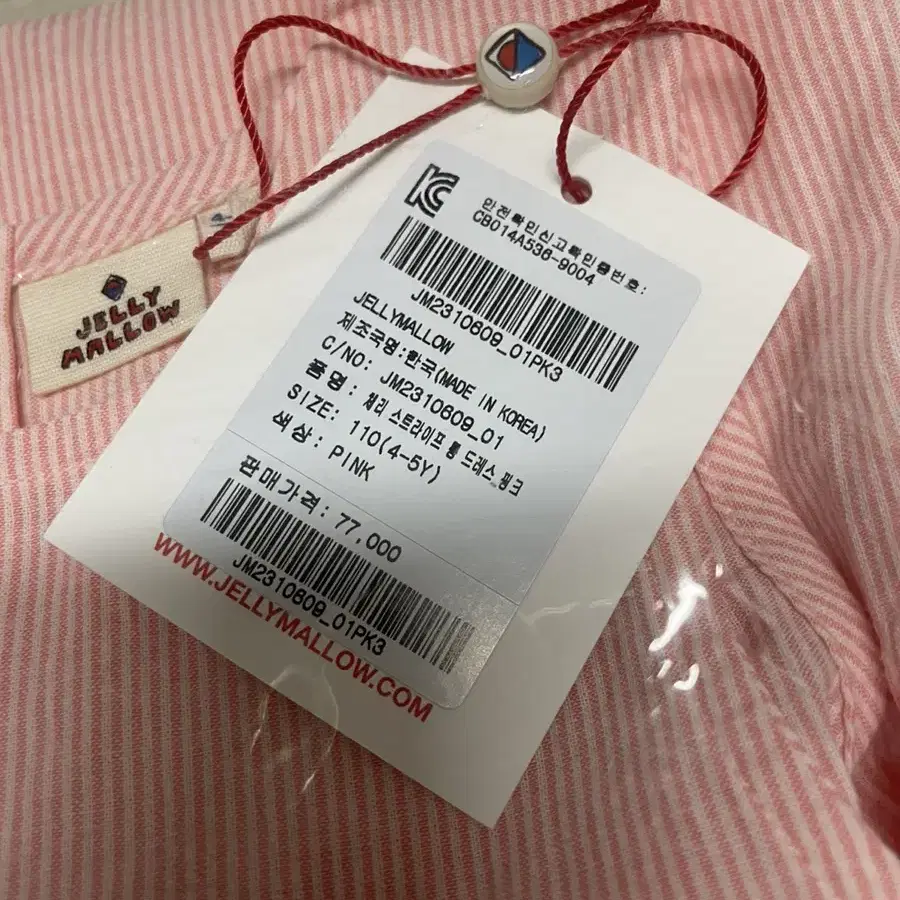 JELLY
MALLOW
4
안전확인신고확인증번호:
CB014A536-9004
JM2310609_01PK3
JELLYMALLOW
제조국명:한국(MADE IN KOREA)
C/NO: JM2310609_01
품명: 체리 스트라이프 롱 드레스_핑크
SIZE: 110(4-5Y)
색상: PINK
판매가격: 77,000
JM2310609_01PK3
WWW.JELLYMALLOW.COM